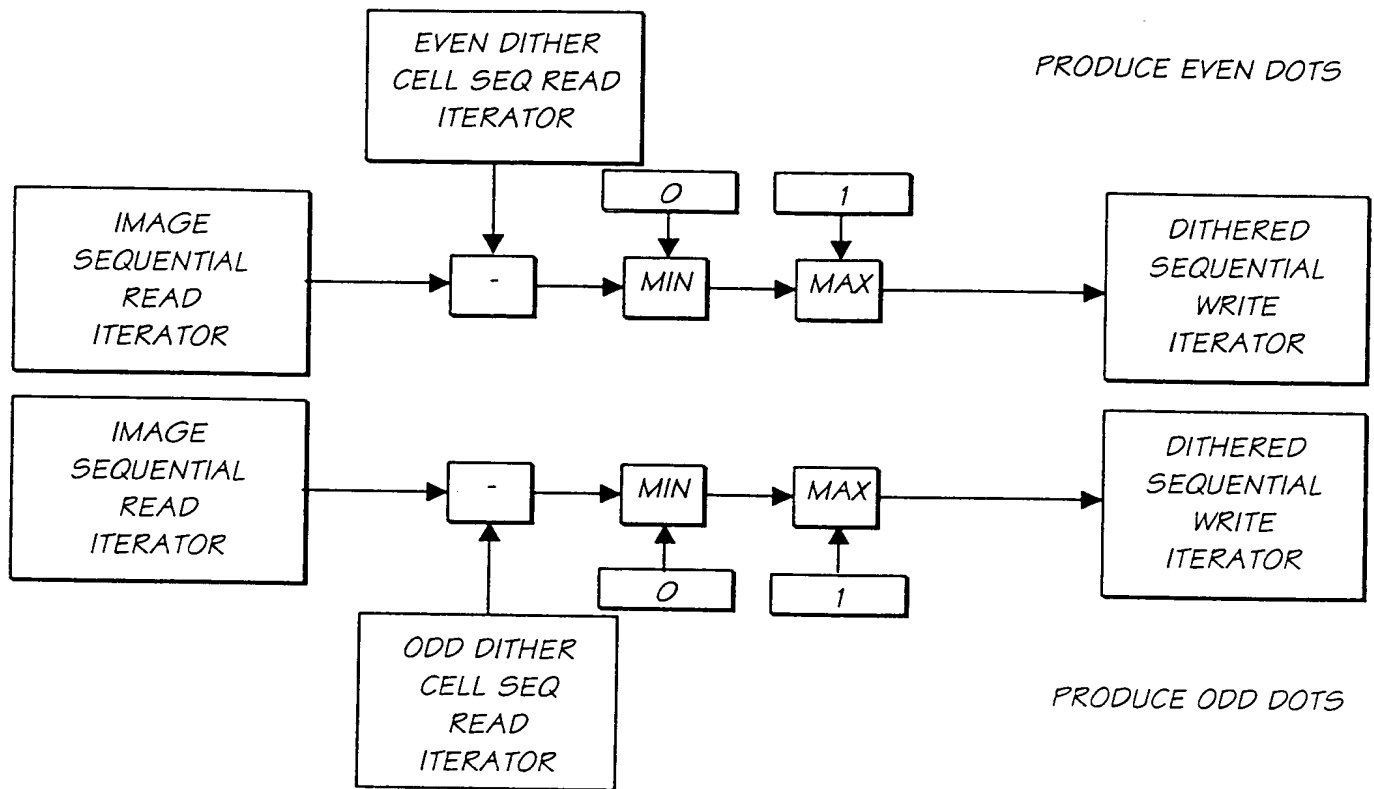 EVEN DITHER
CELL SEQ READ
ITERATOR
PRODUCE EVEN DOTS
IMAGE
SEQUENTIAL
READ
ITERATOR
0
1
-
MIN
MAX
DITHERED
SEQUENTIAL
WRITE
ITERATOR
IMAGE
SEQUENTIAL
READ
ITERATOR
-
MIN
MAX
0
1
DITHERED
SEQUENTIAL
WRITE
ITERATOR
ODD DITHER
CELL SEQ
READ
ITERATOR
PRODUCE ODD DOTS